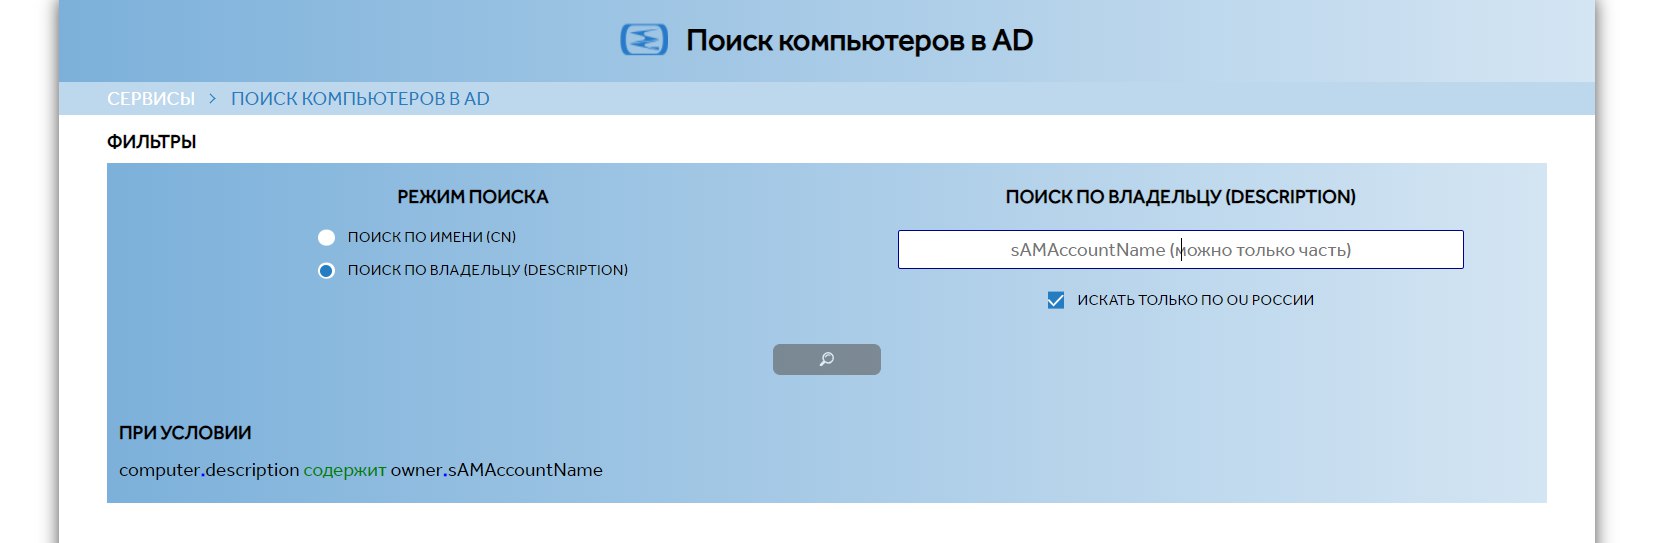 Поиск компьютеров в AD
СЕРВИСЫ > ПОИСК КОМПЬЮТЕРОВ В AD
ФИЛЬТРЫ
РЕЖИМ ПОИСКА
ПОИСК ПО ИМЕНИ (CN)
ПОИСК ПО ВЛАДЕЛЬЦУ (DESCRIPTION)
ПОИСК ПО ВЛАДЕЛЬЦУ (DESCRIPTION)
sAMAccountName (можно только часть)
ИСКАТЬ ТОЛЬКО ПО OU РОССИИ
ПРИ УСЛОВИИ
computer.description содержит owner.sAMAccountName